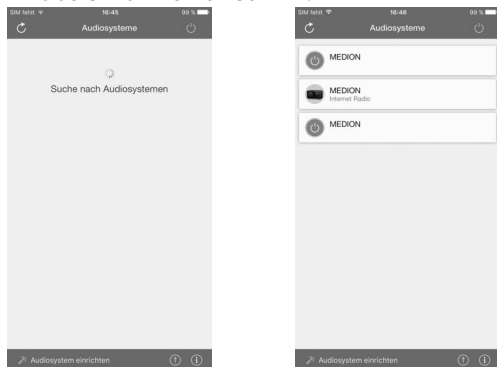 SIM fehlt 16:45 99 %
Audiosysteme
Suche nach Audiosystemen
Audiosystem einrichten
SIM fehlt 16:46 99 %
Audiosysteme
MEDION
MEDION
Internet Radio
MEDION
Audiosystem einrichten